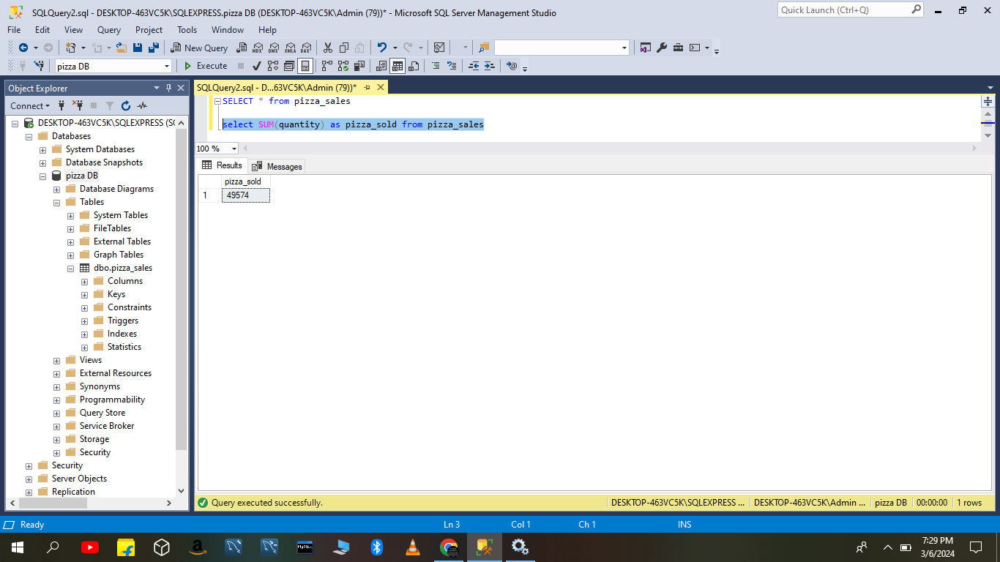 SQLQuery2.sql - DESKTOP-463VC5K\SQLEXPRESS.pizza DB (DESKTOP-463VC5K\Admin (79))* - Microsoft SQL Server Management Studio
Quick Launch (Ctrl+Q)
File Edit View Query Project Tools Window Help
New Query MDX DMX XMLA DAX
pizza DB Execute
Object Explorer
SQLQuery2.sql - D...63VC5K\Admin (79))*
Connect
DESKTOP-463VC5K\SQLEXPRESS (SQ
Databases
System Databases
Database Snapshots
pizza DB
Database Diagrams
Tables
System Tables
FileTables
External Tables
Graph Tables
dbo.pizza_sales
Columns
Keys
Constraints
Triggers
Indexes
Statistics
Views
External Resources
Synonyms
Programmability
Query Store
Service Broker
Storage
Security
Security
Server Objects
Replication
SELECT * from pizza_sales
select SUM(quantity) as pizza_sold from pizza_sales
100 %
Results Messages
pizza_sold
1 49574
Query executed successfully.
DESKTOP-463VC5K\SQLEXPRESS ... DESKTOP-463VC5K\Admin ... pizza DB 00:00:00 1 rows
Ready Ln 3 Col 1 Ch 1 INS
MySQL
7:29 PM
3/6/2024